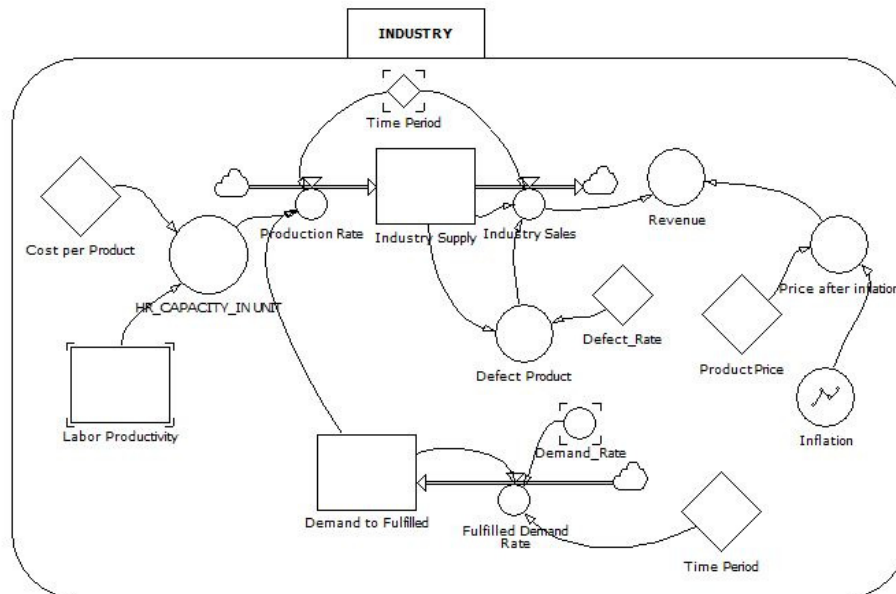 INDUSTRY
Time Period
Cost per Product
Production Rate
Industry Supply
Industry Sales
Revenue
HR_CAPACITY_IN UNIT
Price after inflation
Defect_Rate
Defect Product
Product Price
Labor Productivity
Inflation
Demand_Rate
Demand to Fulfilled
Fulfilled Demand
Rate
Time Period